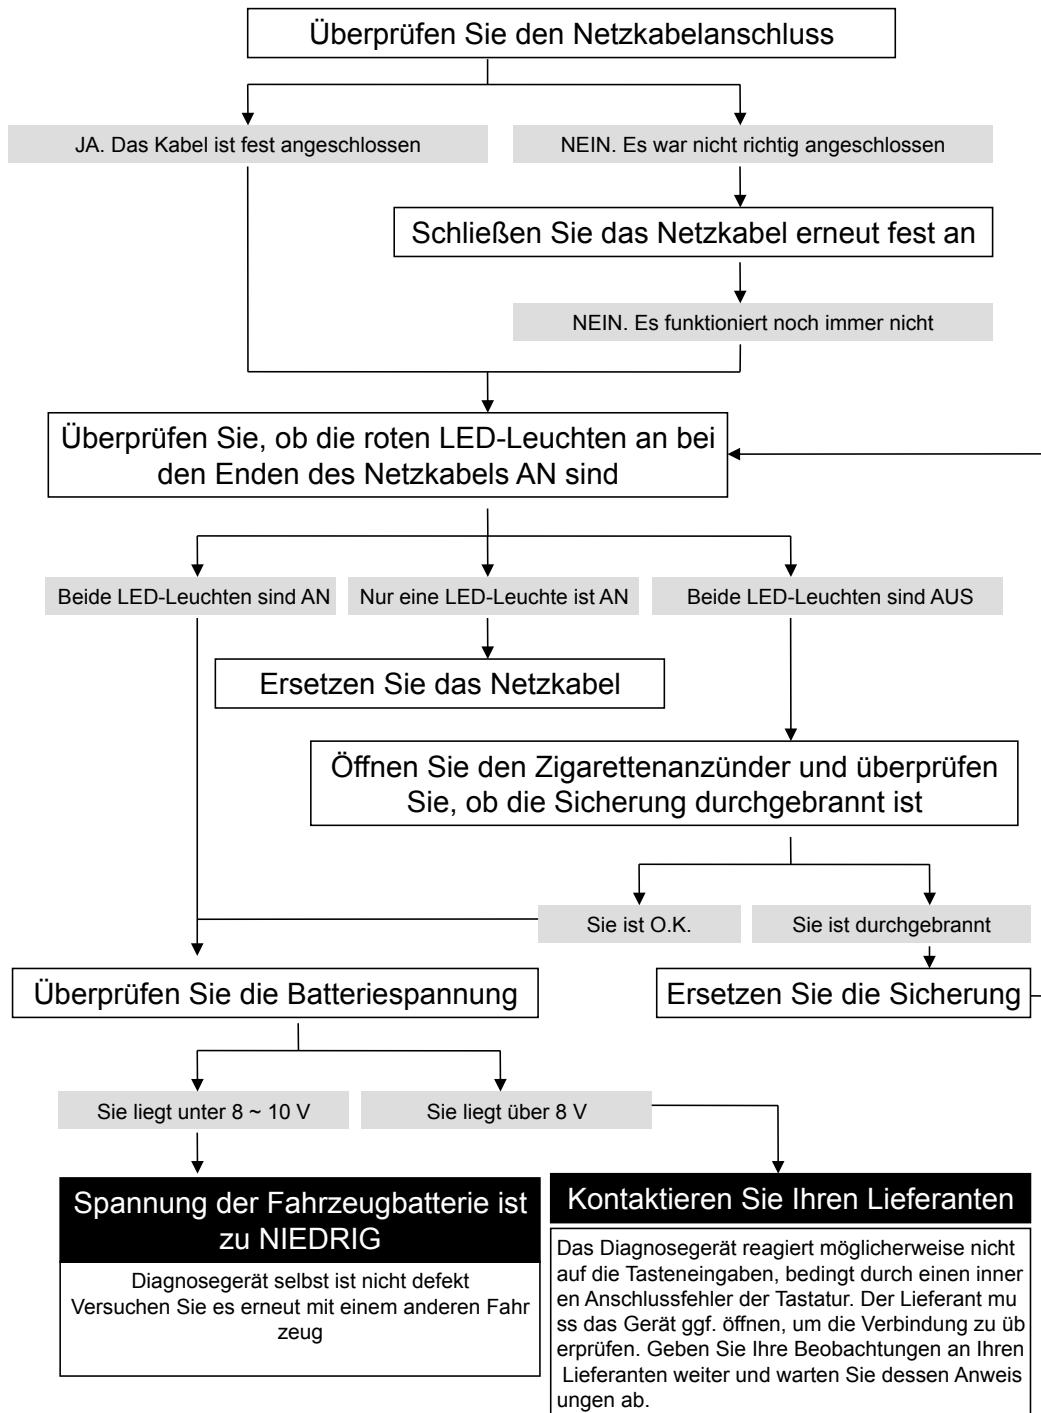 Überprüfen Sie den Netzkabelanschluss
JA. Das Kabel ist fest angeschlossen
NEIN. Es war nicht richtig angeschlossen
Schließen Sie das Netzkabel erneut fest an
NEIN. Es funktioniert noch immer nicht
Überprüfen Sie, ob die roten LED-Leuchten an bei
den Enden des Netzkabels AN sind
Beide LED-Leuchten sind AN
Nur eine LED-Leuchte ist AN
Beide LED-Leuchten sind AUS
Ersetzen Sie das Netzkabel
Öffnen Sie den Zigarettenanzünder und überprüfen
Sie, ob die Sicherung durchgebrannt ist
Sie ist O.K.
Sie ist durchgebrannt
Überprüfen Sie die Batteriespannung
Ersetzen Sie die Sicherung
Sie liegt unter 8 ~ 10 V
Sie liegt über 8 V
Spannung der Fahrzeugbatterie ist
zu NIEDRIG
Diagnosegerät selbst ist nicht defekt
Versuchen Sie es erneut mit einem anderen Fahr
zeug
Kontaktieren Sie Ihren Lieferanten
Das Diagnosegerät reagiert möglicherweise nicht
auf die Tasteneingaben, bedingt durch einen inner
en Anschlussfehler der Tastatur. Der Lieferant mu
ss das Gerät ggf. öffnen, um die Verbindung zu üb
erprüfen. Geben Sie Ihre Beobachtungen an Ihren
Lieferanten weiter und warten Sie dessen Anweis
ungen ab.